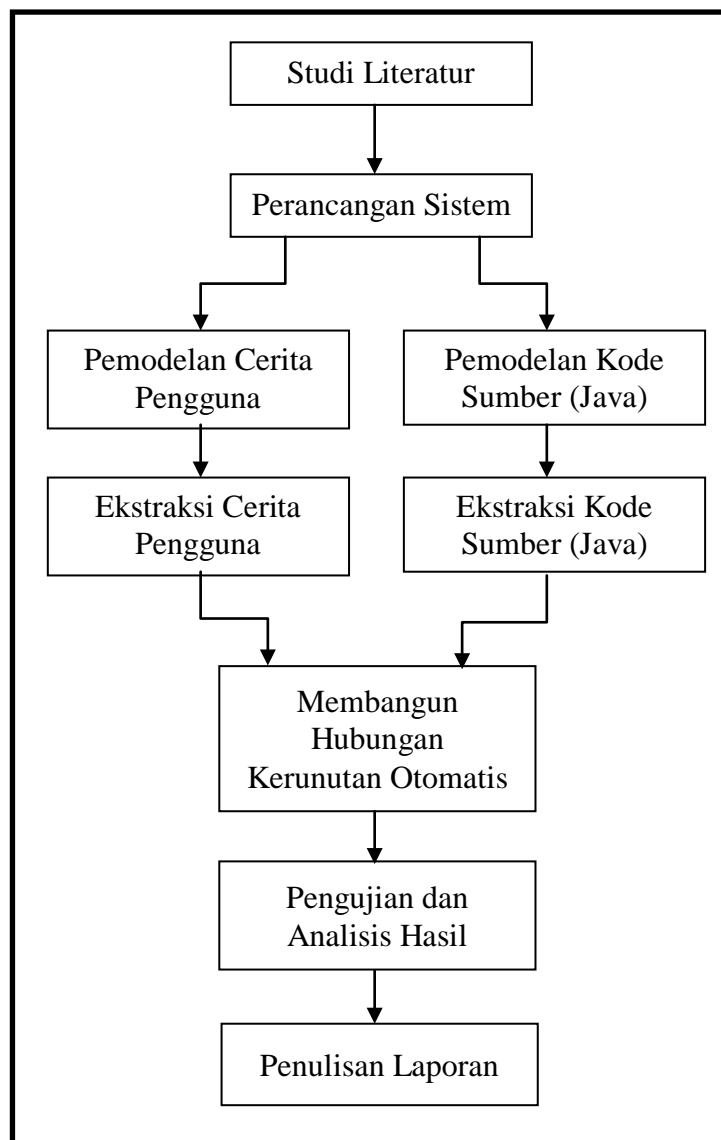 Studi Literatur
Perancangan Sistem
Pemodelan Cerita
Pengguna
Pemodelan Kode
Sumber (Java)
Ekstraksi Cerita
Pengguna
Ekstraksi Kode
Sumber (Java)
Membangun
Hubungan
Kerunutan Otomatis
Pengujian dan
Analisis Hasil
Penulisan Laporan